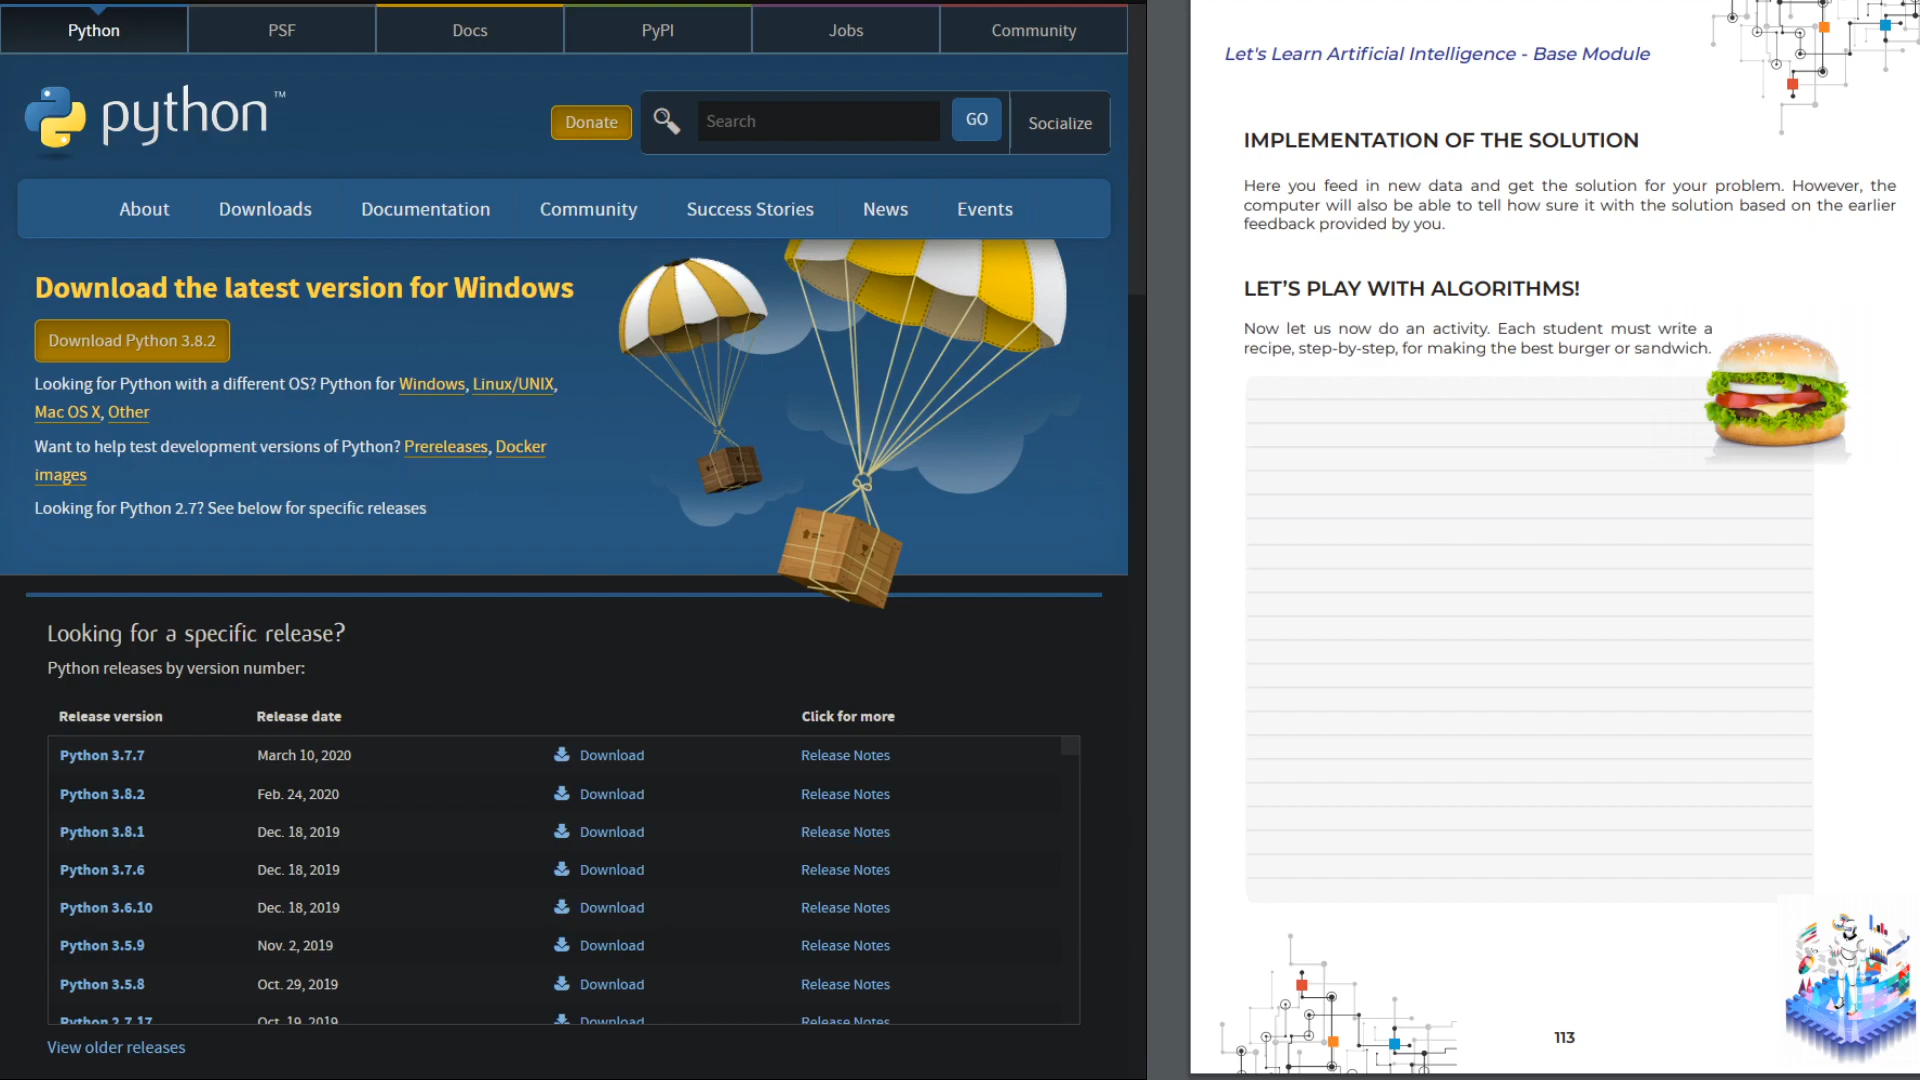 Python
PSF
Docs
PyPI
Jobs
Community
python™
Donate
Search
GO
Socialize
About
Downloads
Documentation
Community
Success Stories
News
Events
Download the latest version for Windows
Download Python 3.8.2
Looking for Python with a different OS? Python for Windows, Linux/UNIX,
Mac OS X, Other
Want to help test development versions of Python? Prereleases, Docker
images
Looking for Python 2.7? See below for specific releases
Looking for a specific release?
Python releases by version number:
Release version Release date Click for more
Python 3.7.7 March 10, 2020 Download Release Notes
Python 3.8.2 Feb. 24, 2020 Download Release Notes
Python 3.8.1 Dec. 18, 2019 Download Release Notes
Python 3.7.6 Dec. 18, 2019 Download Release Notes
Python 3.6.10 Dec. 18, 2019 Download Release Notes
Python 3.5.9 Nov. 2, 2019 Download Release Notes
Python 3.5.8 Oct. 29, 2019 Download Release Notes
Python 2.7.17 Oct. 19, 2019 Download Release Notes
View older releases
Let's Learn Artificial Intelligence - Base Module
IMPLEMENTATION OF THE SOLUTION
Here you feed in new data and get the solution for your problem. However, the
computer will also be able to tell how sure it with the solution based on the earlier
feedback provided by you.
LET’S PLAY WITH ALGORITHMS!
Now let us now do an activity. Each student must write a
recipe, step-by-step, for making the best burger or sandwich.
113